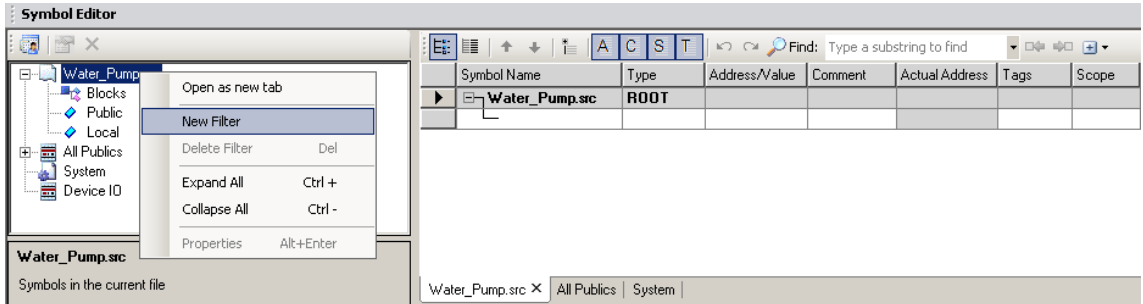 Symbol Editor
A C S T Find: Type a substring to find
Water_Pump
Blocks
Public
Local
All Publics
System
Device IO
Open as new tab
New Filter
Delete Filter Del
Expand All Ctrl +
Collapse All Ctrl -
Properties Alt+Enter
Water_Pump.src
Symbols in the current file
Symbol Name Type Address/Value Comment Actual Address Tags Scope
Water_Pump.src ROOT
Water_Pump.src All Publics System